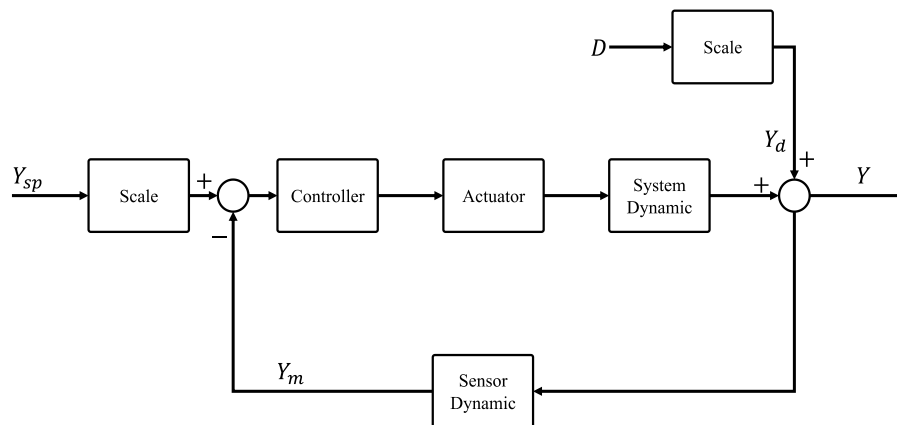 D
Scale
Y_d
+
Y_sp
Scale
+
Controller
Actuator
System
Dynamic
+
Y
−
Y_m
Sensor
Dynamic